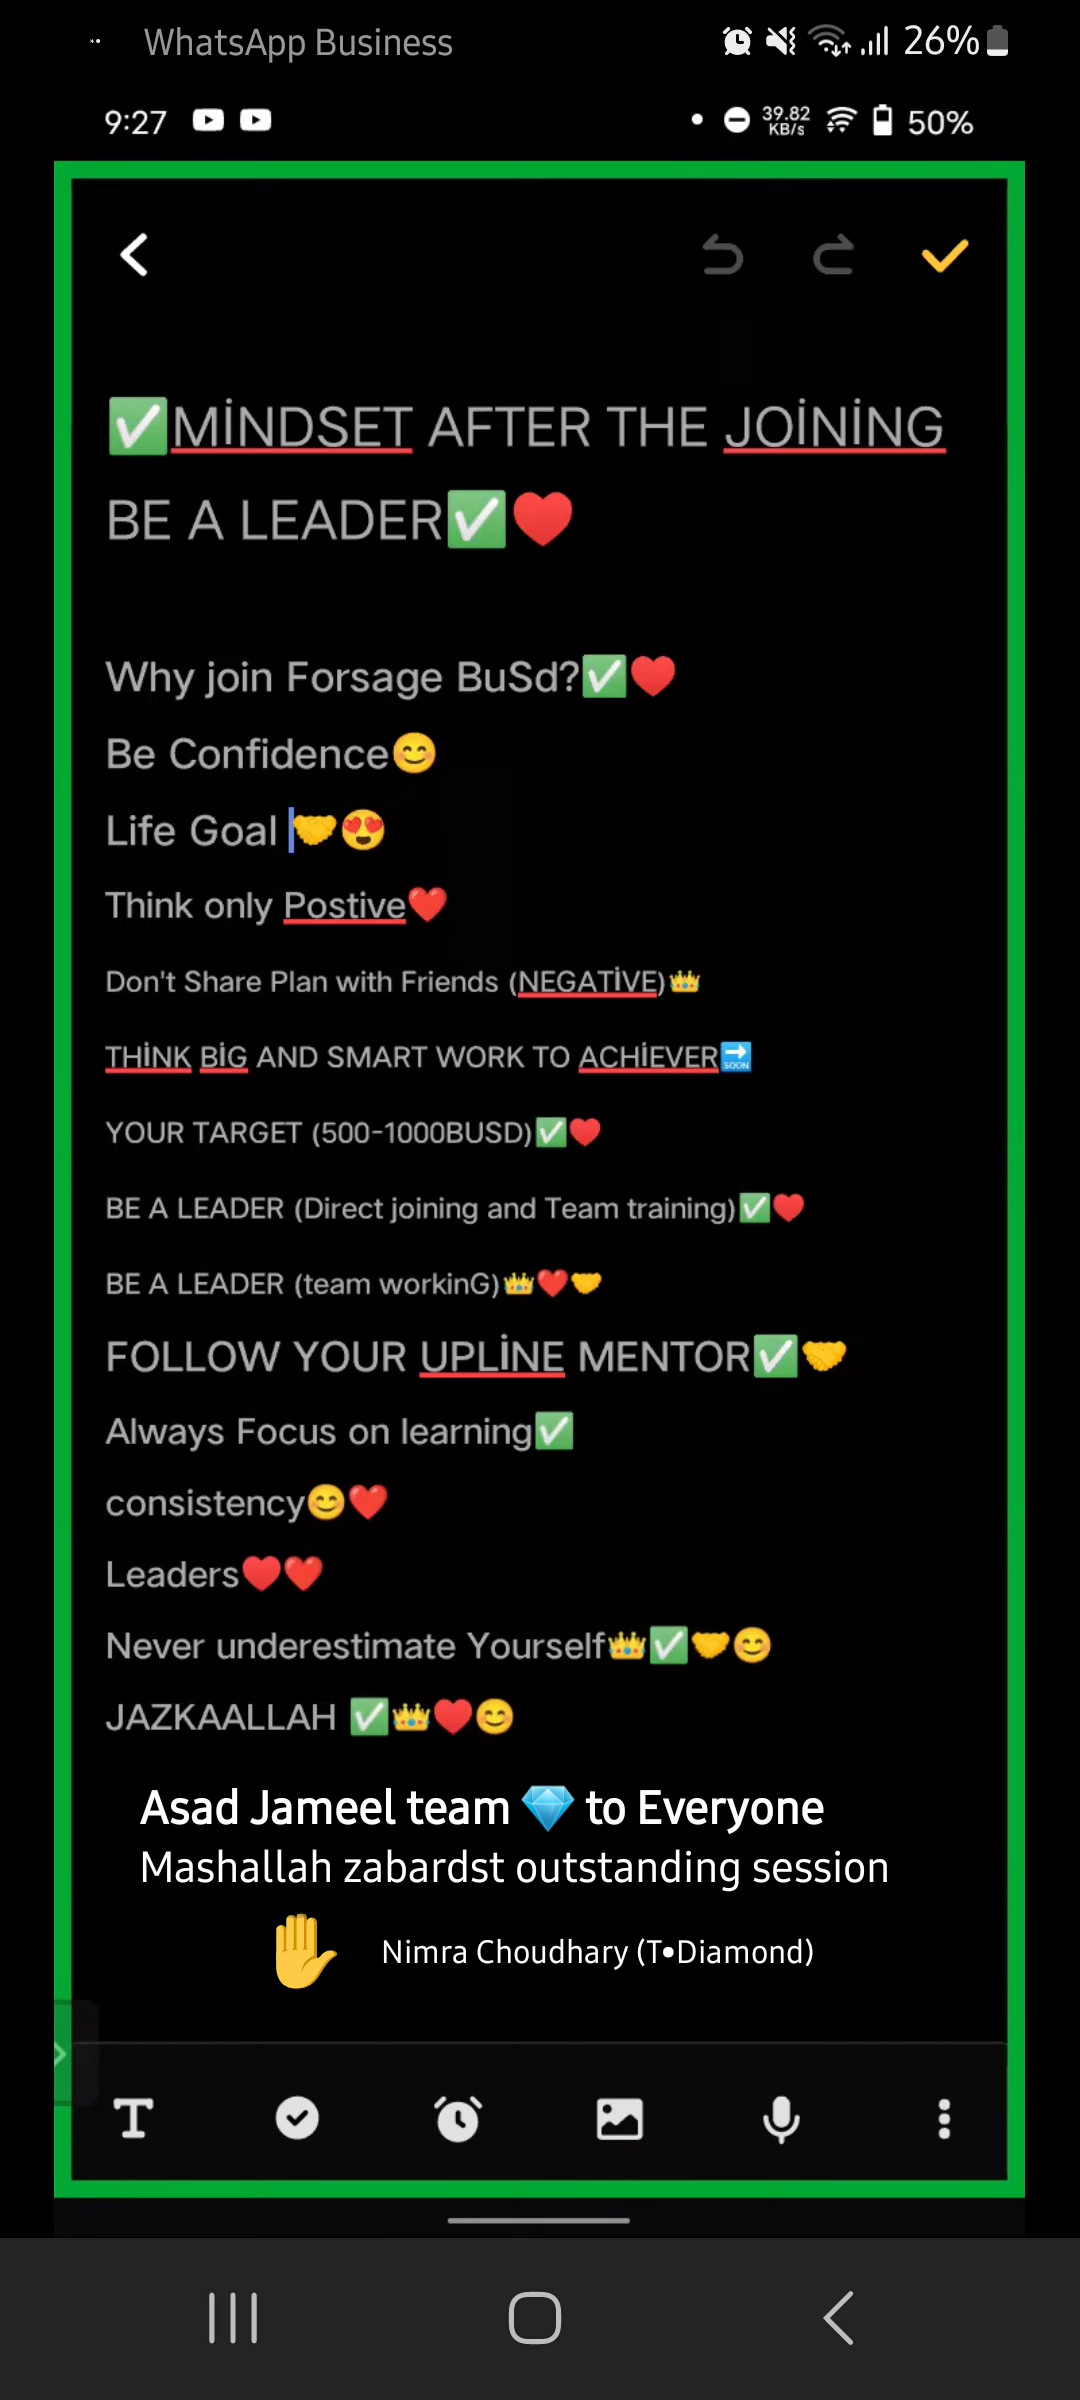 WhatsApp Business 26%
9:27 39.82 KB/s 50%
✅MİNDSET AFTER THE JOİNİNG
BE A LEADER✅♥️
Why join Forsage BuSd?✅♥️
Be Confidence😊
Life Goal 🤝😍
Think only Postive❤️
Don't Share Plan with Friends (NEGATİVE)👑
THİNK BİG AND SMART WORK TO ACHİEVER🔜
YOUR TARGET (500-1000BUSD)✅♥️
BE A LEADER (Direct joining and Team training)✅♥️
BE A LEADER (team workinG)👑❤️🤝
FOLLOW YOUR UPLİNE MENTOR✅🤝
Always Focus on learning✅
consistency😊❤️
Leaders♥️❤️
Never underestimate Yourself👑✅🤝😊
JAZKAALLAH ✅👑♥️😊
Asad Jameel team 💎 to Everyone
Mashallah zabardst outstanding session
✋ Nimra Choudhary (T•Diamond)
T